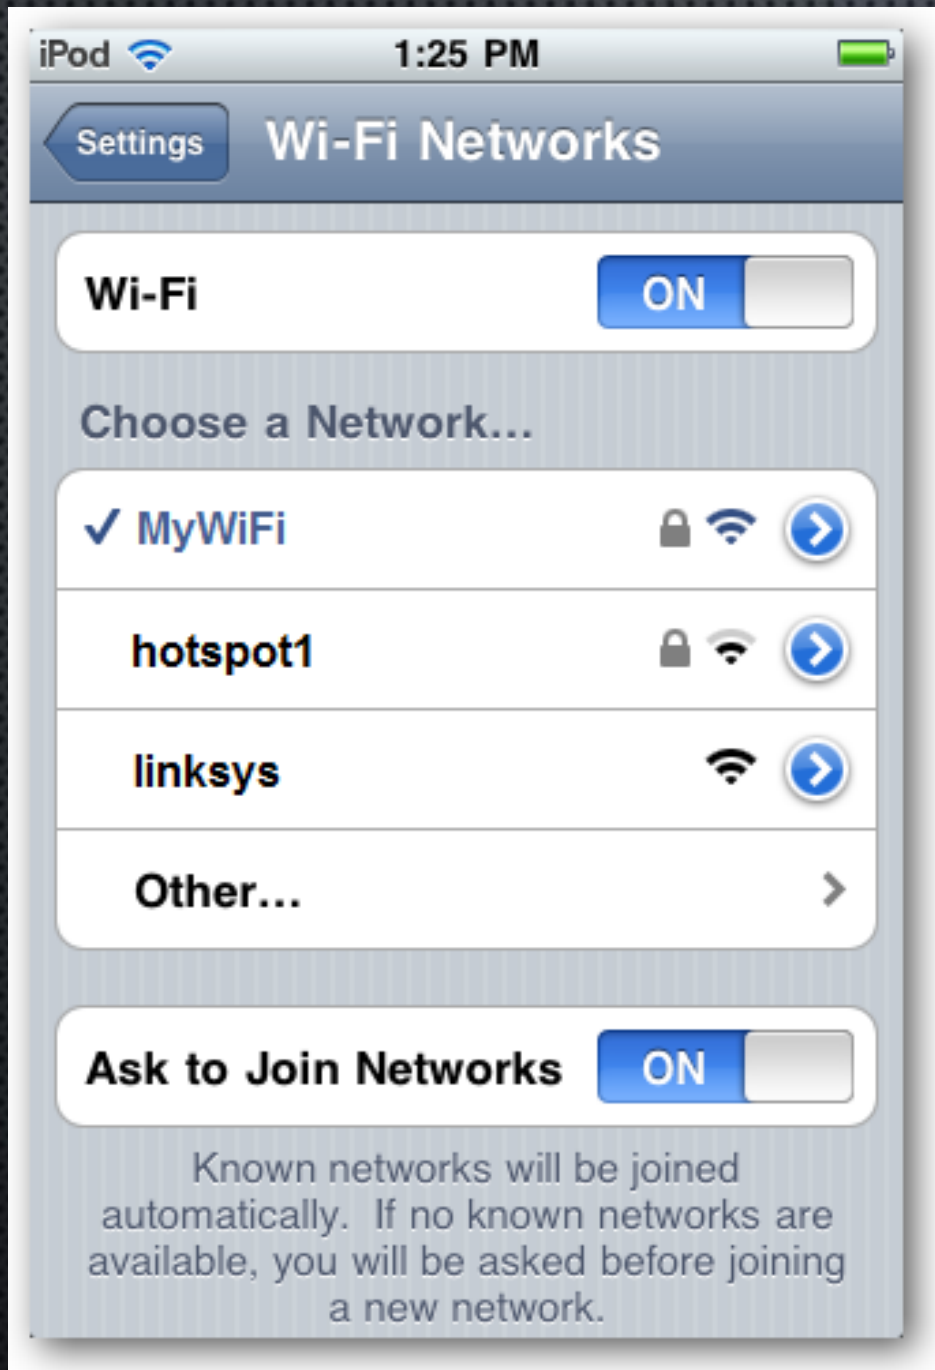 iPod 1:25 PM
Settings Wi-Fi Networks
Wi-Fi ON
Choose a Network...
MyWiFi
hotspot1
linksys
Other...
Ask to Join Networks ON
Known networks will be joined
automatically. If no known networks are
available, you will be asked before joining
a new network.